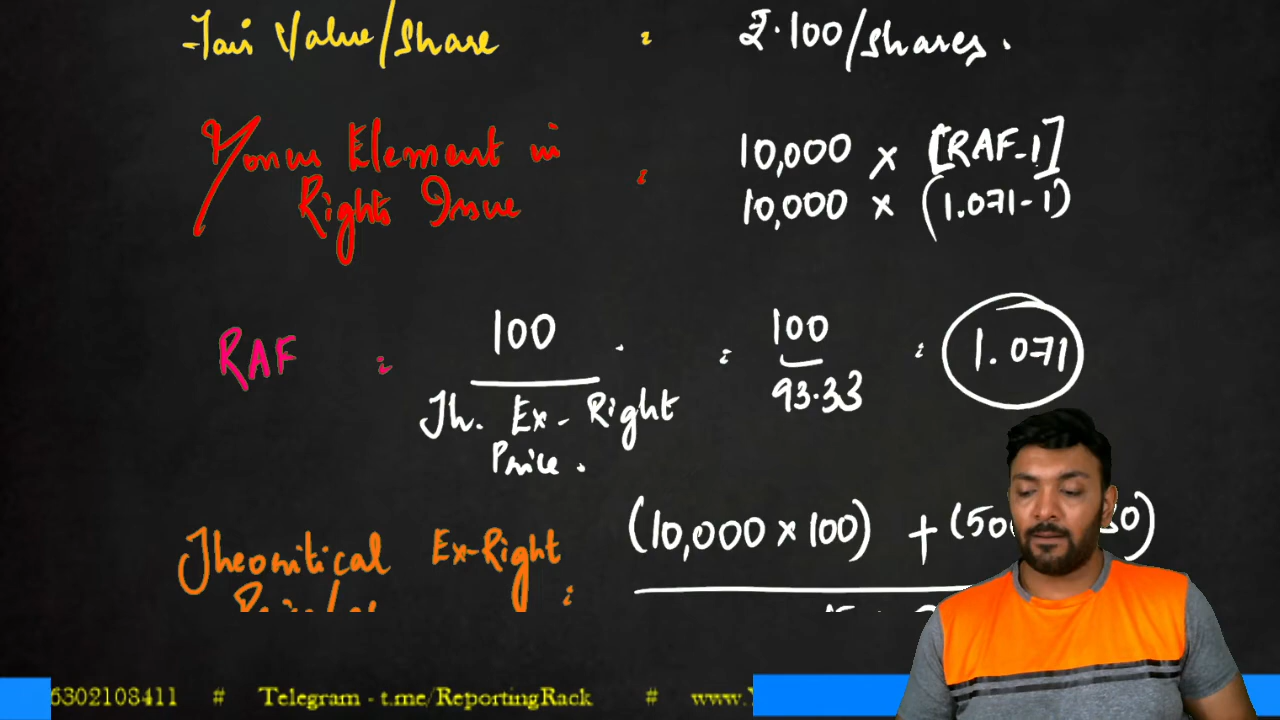 Fair Value/Share : ₹.100/shares.
Bonus Element in : 10,000 × [RAF-1]
Rights Issue 10,000 × (1.071-1)
RAF : 100 . : 100 : 1.071
Th. Ex-Right 93.33
Price.
Theoritical Ex-Right : (10,000 × 100) + (500
6302108411 # Telegram - t.me/ReportingRack # www.